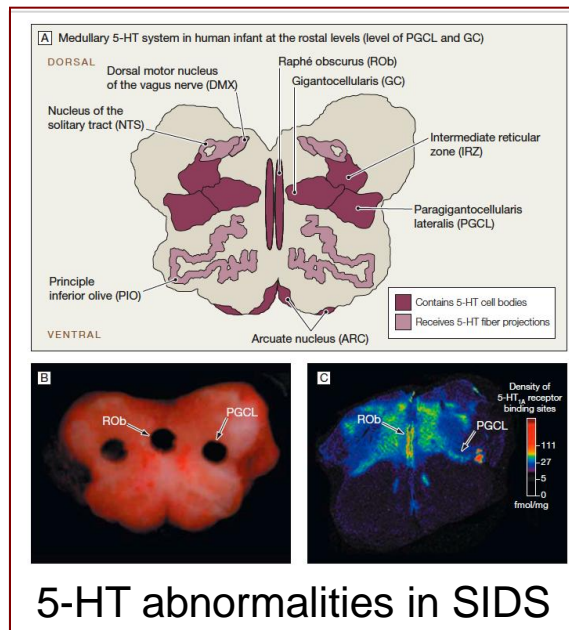 A Medullary 5-HT system in human infant at the rostal levels (level of PGCL and GC)
DORSAL
Raphé obscurus (ROb)
Dorsal motor nucleus
of the vagus nerve (DMX)
Gigantocellularis (GC)
Nucleus of the
solitary tract (NTS)
Intermediate reticular
zone (IRZ)
Paragigantocellularis
lateralis (PGCL)
Principle
inferior olive (PIO)
Contains 5-HT cell bodies
Receives 5-HT fiber projections
VENTRAL
Arcuate nucleus (ARC)
B
ROb
PGCL
C
Density of
5-HT1A receptor
binding sites
ROb
PGCL
111
27
5
0
fmol/mg
5-HT abnormalities in SIDS